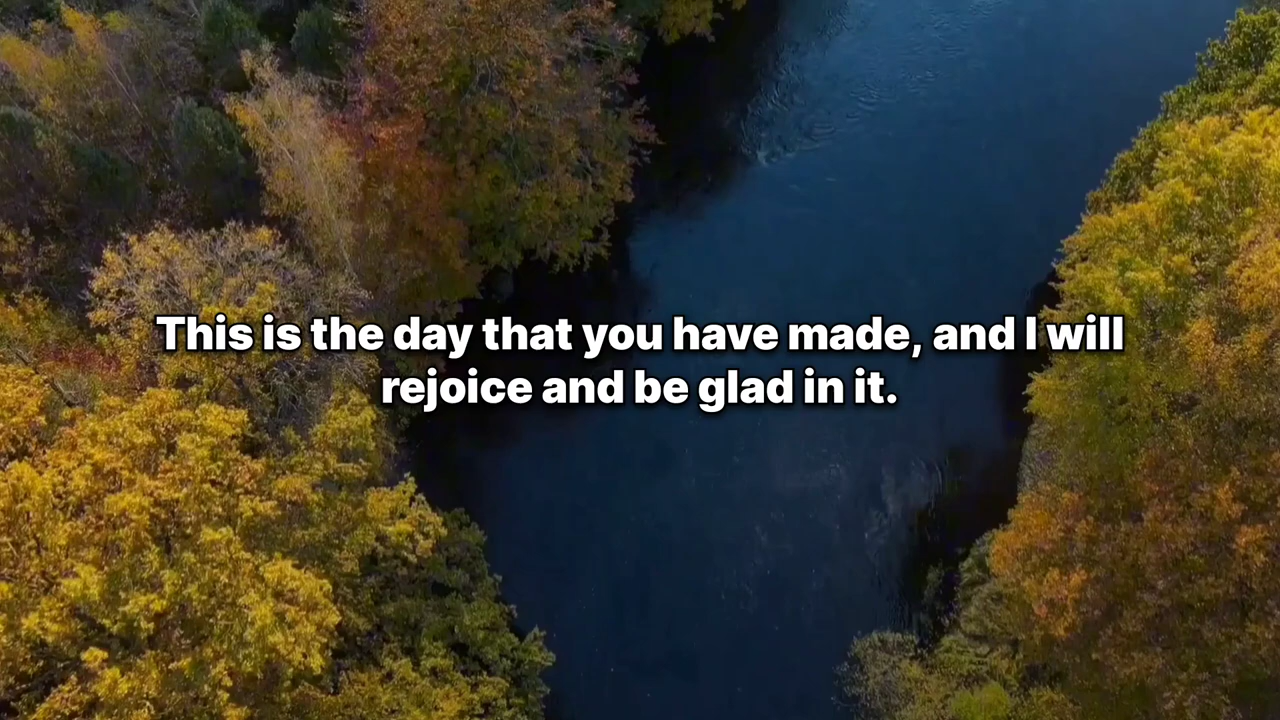 This is the day that you have made, and I will
rejoice and be glad in it.